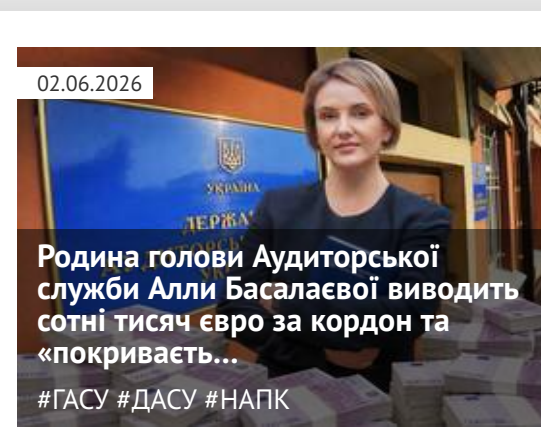 02.06.2026
УКРАЇНА
Родина голови Аудиторської
служби Алли Басалаєвої виводить
сотні тисяч євро за кордон та
«покриваєть...
#ГАСУ #ДАСУ #НАПК